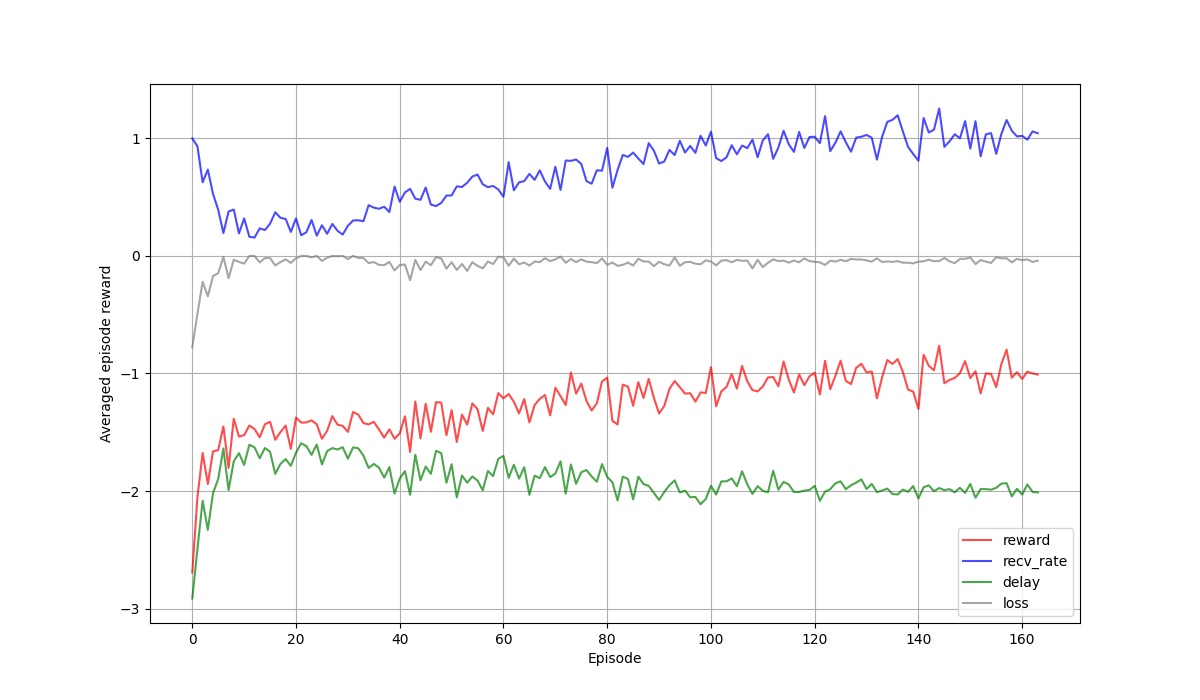 Averaged episode reward
1
0
−1
−2
−3
0 20 40 60 80 100 120 140 160
Episode
reward
recv_rate
delay
loss